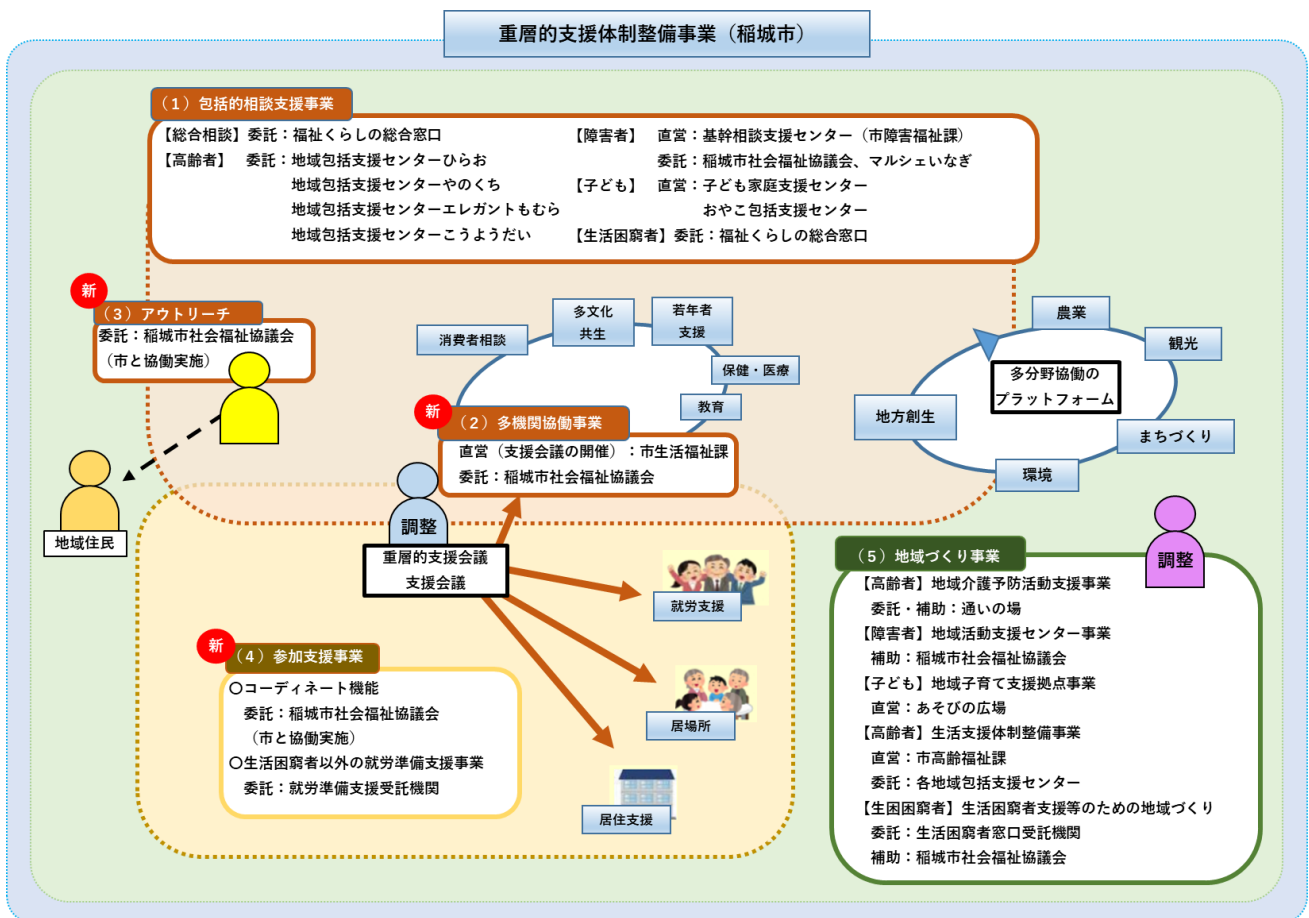 重層的支援体制整備事業（稲城市）
（１）包括的相談支援事業
【総合相談】委託：福祉くらしの総合窓口
【高齢者】　委託：地域包括支援センターひらお
地域包括支援センターやのくち
地域包括支援センターエレガントもむら
地域包括支援センターこうようだい
【障害者】　直営：基幹相談支援センター（市障害福祉課）
委託：稲城市社会福祉協議会、マルシェいなぎ
【子ども】　直営：子ども家庭支援センター
おやこ包括支援センター
【生活困窮者】委託：福祉くらしの総合窓口
新
（３）アウトリーチ
委託：稲城市社会福祉協議会
（市と協働実施）
地域住民
消費者相談
多文化
共生
若年者
支援
保健・医療
教育
新
（２）多機関協働事業
直営（支援会議の開催）：市生活福祉課
委託：稲城市社会福祉協議会
農業
観光
多分野協働の
プラットフォーム
地方創生
まちづくり
環境
調整
重層的支援会議
支援会議
就労支援
居場所
居住支援
新
（４）参加支援事業
〇コーディネート機能
委託：稲城市社会福祉協議会
（市と協働実施）
〇生活困窮者以外の就労準備支援事業
委託：就労準備支援受託機関
調整
（５）地域づくり事業
【高齢者】地域介護予防活動支援事業
委託・補助：通いの場
【障害者】地域活動支援センター事業
補助：稲城市社会福祉協議会
【子ども】地域子育て支援拠点事業
直営：あそびの広場
【高齢者】生活支援体制整備事業
直営：市高齢福祉課
委託：各地域包括支援センター
【生困困窮者】生活困窮者支援等のための地域づくり
委託：生活困窮者窓口受託機関
補助：稲城市社会福祉協議会